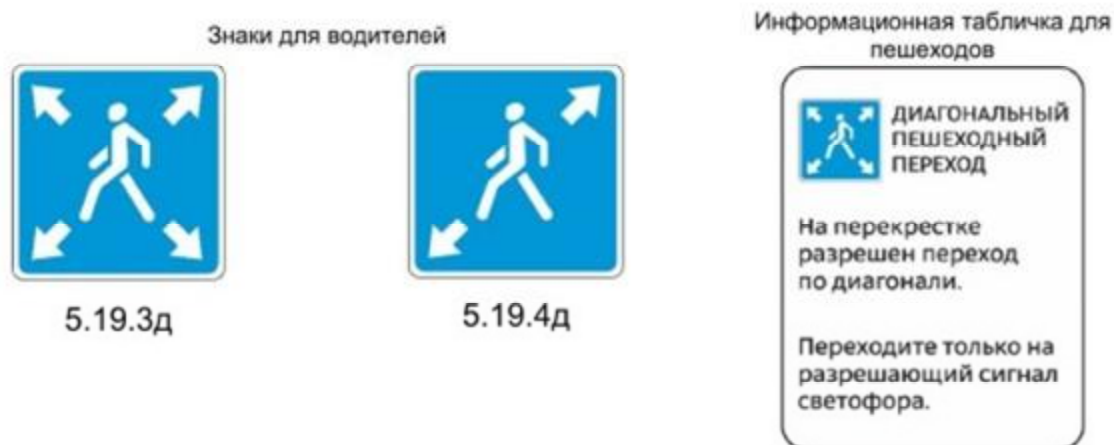 Знаки для водителей
5.19.3д
5.19.4д
Информационная табличка для
пешеходов
ДИАГОНАЛЬНЫЙ
ПЕШЕХОДНЫЙ
ПЕРЕХОД
На перекрестке
разрешен переход
по диагонали.
Переходите только на
разрешающий сигнал
светофора.